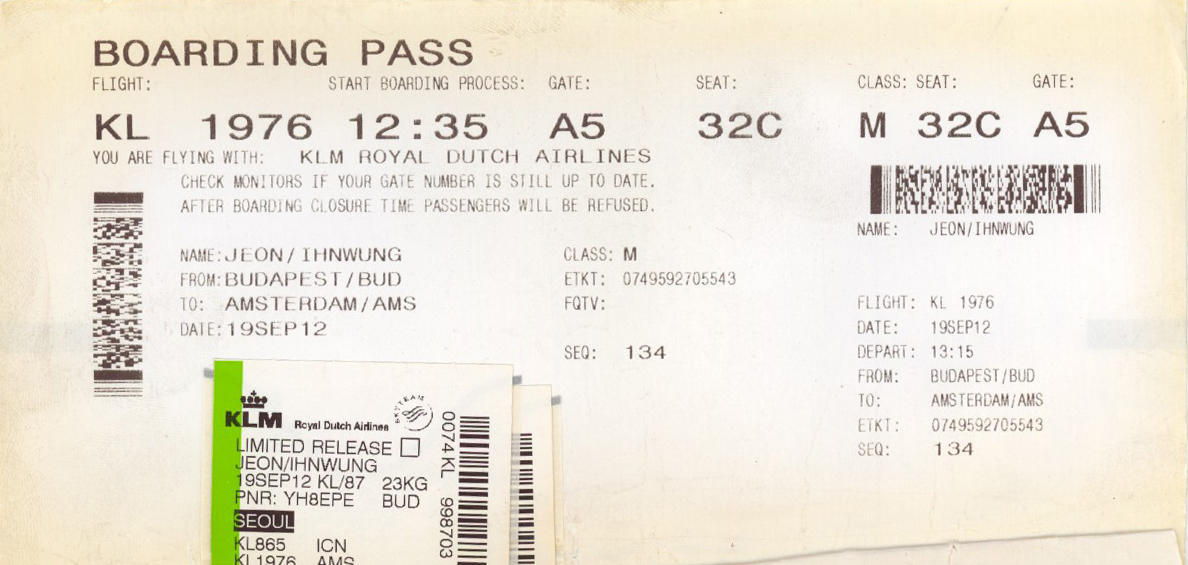 BOARDING PASS
FLIGHT: START BOARDING PROCESS: GATE: SEAT:
KL 1976 12:35 A5 32C
YOU ARE FLYING WITH: KLM ROYAL DUTCH AIRLINES
CHECK MONITORS IF YOUR GATE NUMBER IS STILL UP TO DATE.
AFTER BOARDING CLOSURE TIME PASSENGERS WILL BE REFUSED.
NAME: JEON/IHNWUNG
FROM: BUDAPEST/BUD
TO: AMSTERDAM/AMS
DATE: 19SEP12
CLASS: M
ETKT: 0749592705543
FQTV:
SEQ: 134
CLASS: SEAT: GATE:
M 32C A5
NAME: JEON/IHNWUNG
FLIGHT: KL 1976
DATE: 19SEP12
DEPART: 13:15
FROM: BUDAPEST/BUD
TO: AMSTERDAM/AMS
ETKT: 0749592705543
SEQ: 134
KLM Royal Dutch Airlines
SKYTEAM
LIMITED RELEASE
JEON/IHNWUNG
19SEP12 KL/87 23KG
PNR: YH8EPE BUD
SEOUL
KL865 ICN
KL1976 AMS
0074 KL 998703